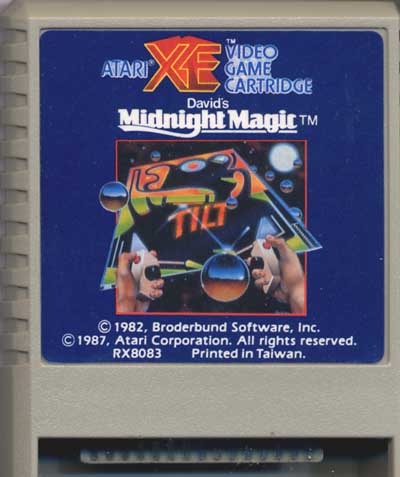 ATARI® XE™ VIDEO
GAME
CARTRIDGE
David's
Midnight Magic™
TILT
© 1982, Broderbund Software, Inc.
© 1987, Atari Corporation. All rights reserved.
RX8083 Printed in Taiwan.